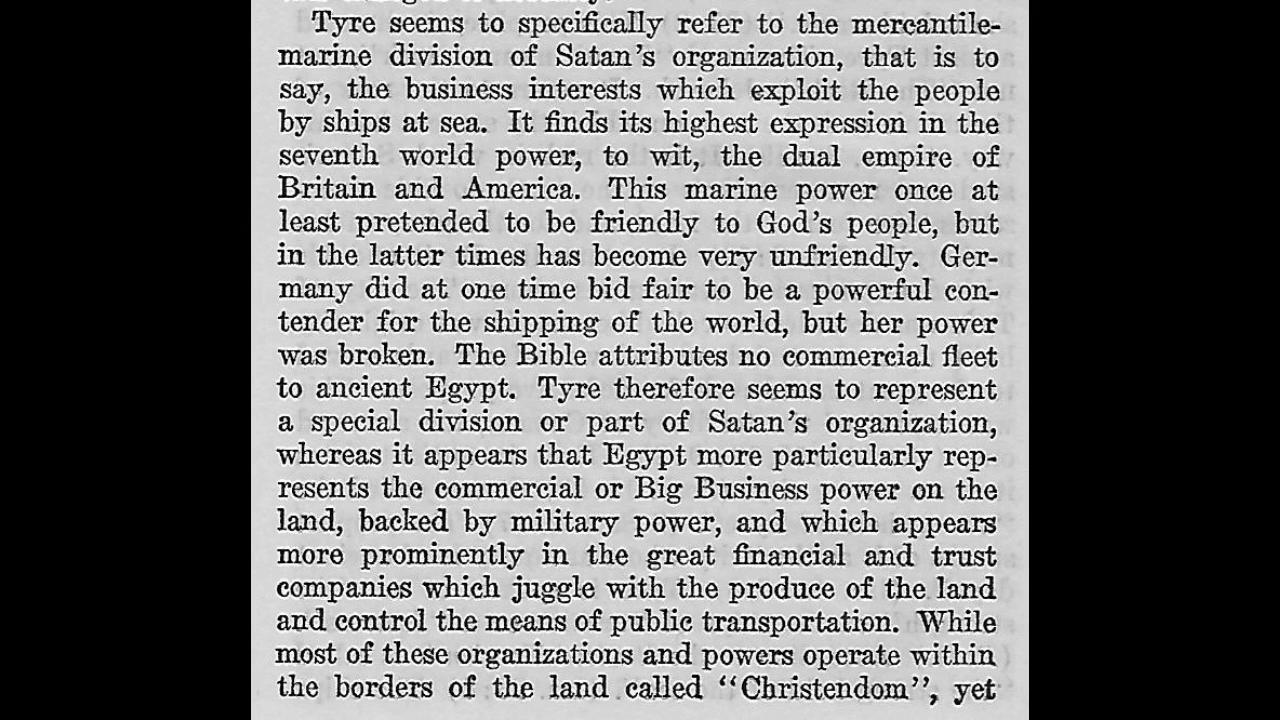 Tyre seems to specifically refer to the mercantile-
marine division of Satan's organization, that is to
say, the business interests which exploit the people
by ships at sea. It finds its highest expression in the
seventh world power, to wit, the dual empire of
Britain and America. This marine power once at
least pretended to be friendly to God's people, but
in the latter times has become very unfriendly. Ger-
many did at one time bid fair to be a powerful con-
tender for the shipping of the world, but her power
was broken. The Bible attributes no commercial fleet
to ancient Egypt. Tyre therefore seems to represent
a special division or part of Satan's organization,
whereas it appears that Egypt more particularly rep-
resents the commercial or Big Business power on the
land, backed by military power, and which appears
more prominently in the great financial and trust
companies which juggle with the produce of the land
and control the means of public transportation. While
most of these organizations and powers operate within
the borders of the land called “Christendom”, yet